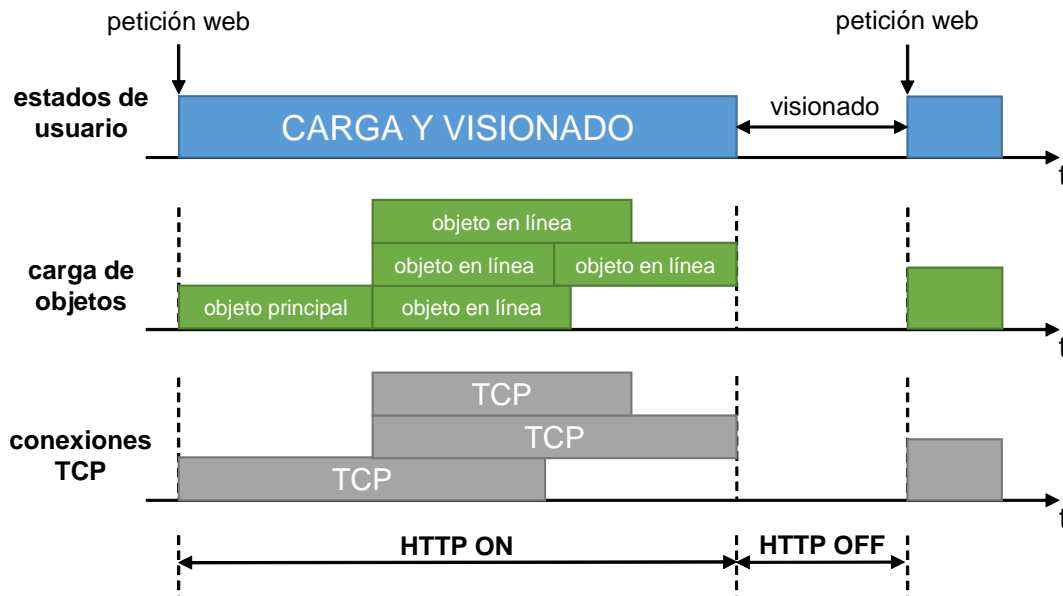 petición web
petición web
estados de
usuario
CARGA Y VISIONADO
visionado
t
carga de
objetos
objeto en línea
objeto en línea
objeto en línea
objeto principal
objeto en línea
t
conexiones
TCP
TCP
TCP
TCP
t
HTTP ON
HTTP OFF